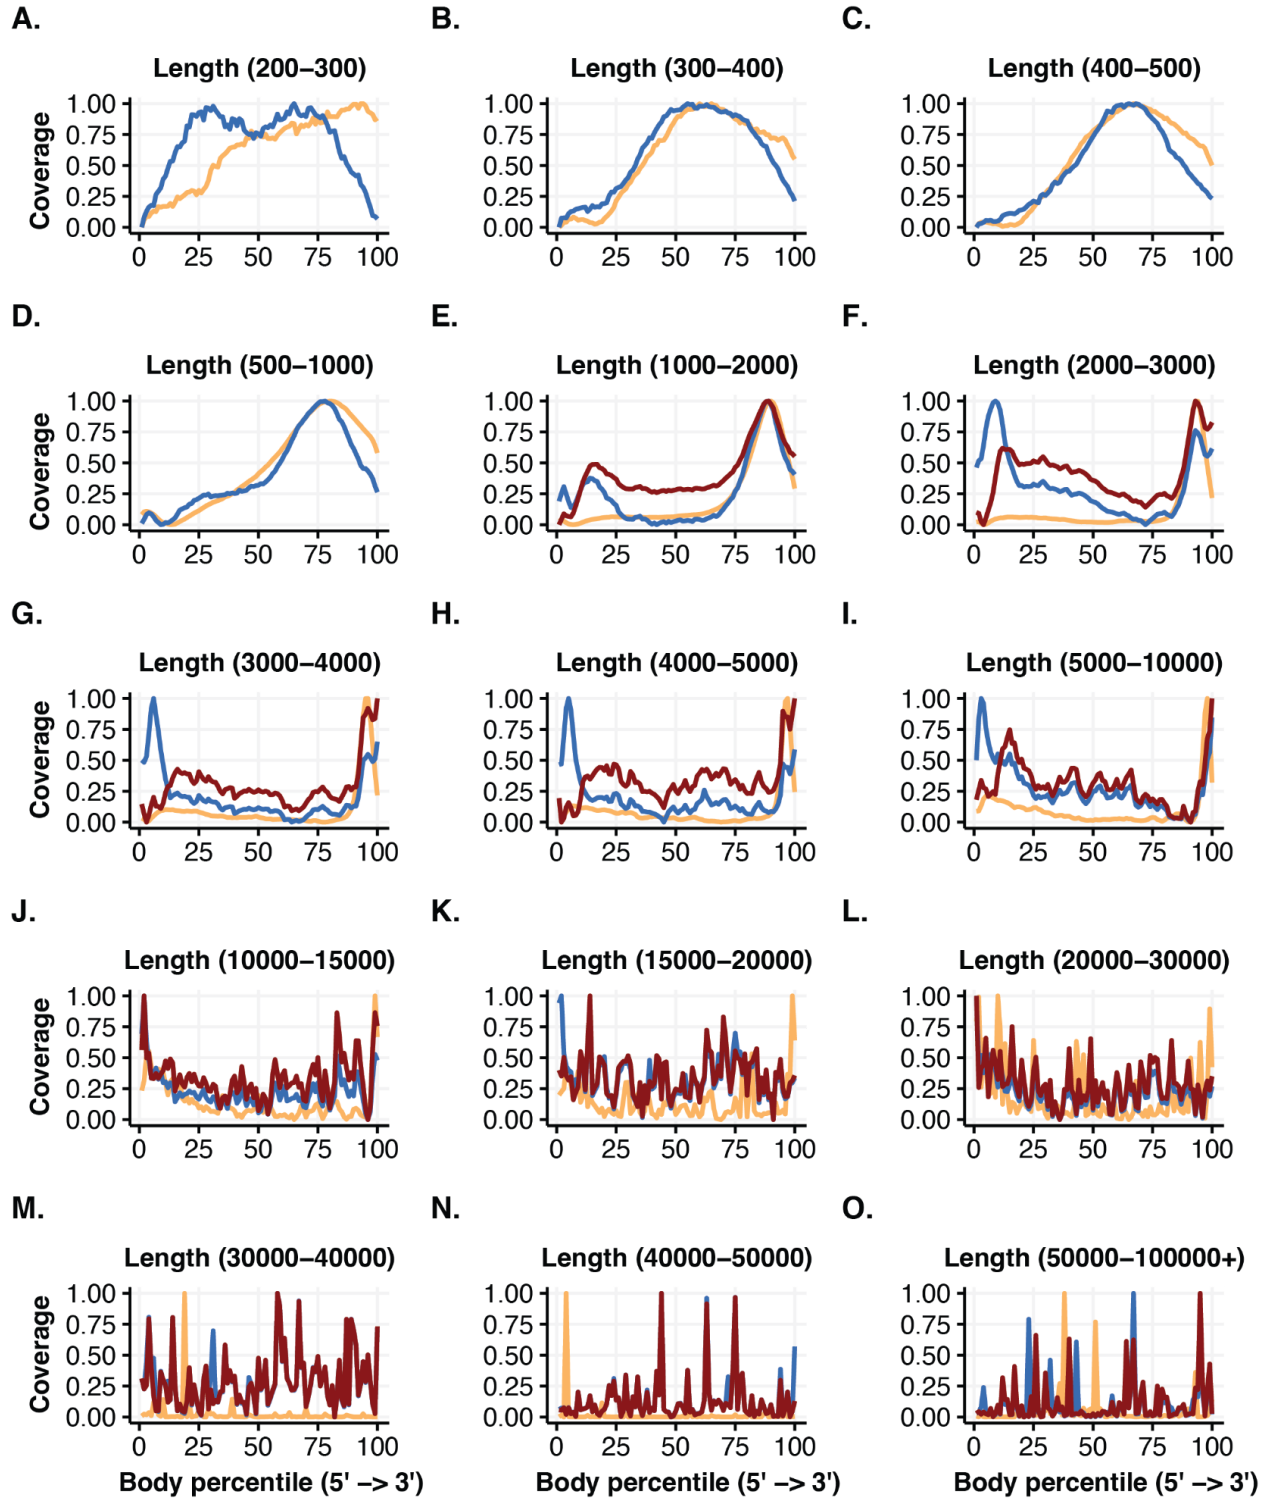 A. B. C.
Length (200–300) Length (300–400) Length (400–500)
Coverage
1.00 1.00 1.00
0.75 0.75 0.75
0.50 0.50 0.50
0.25 0.25 0.25
0.00 0.00 0.00
0 25 50 75 100 0 25 50 75 100 0 25 50 75 100
D. E. F.
Length (500–1000) Length (1000–2000) Length (2000–3000)
Coverage
1.00 1.00 1.00
0.75 0.75 0.75
0.50 0.50 0.50
0.25 0.25 0.25
0.00 0.00 0.00
0 25 50 75 100 0 25 50 75 100 0 25 50 75 100
G. H. I.
Length (3000–4000) Length (4000–5000) Length (5000–10000)
Coverage
1.00 1.00 1.00
0.75 0.75 0.75
0.50 0.50 0.50
0.25 0.25 0.25
0.00 0.00 0.00
0 25 50 75 100 0 25 50 75 100 0 25 50 75 100
J. K. L.
Length (10000–15000) Length (15000–20000) Length (20000–30000)
Coverage
1.00 1.00 1.00
0.75 0.75 0.75
0.50 0.50 0.50
0.25 0.25 0.25
0.00 0.00 0.00
0 25 50 75 100 0 25 50 75 100 0 25 50 75 100
M. N. O.
Length (30000–40000) Length (40000–50000) Length (50000–100000+)
Coverage
1.00 1.00 1.00
0.75 0.75 0.75
0.50 0.50 0.50
0.25 0.25 0.25
0.00 0.00 0.00
0 25 50 75 100 0 25 50 75 100 0 25 50 75 100
Body percentile (5' –> 3') Body percentile (5' –> 3') Body percentile (5' –> 3')